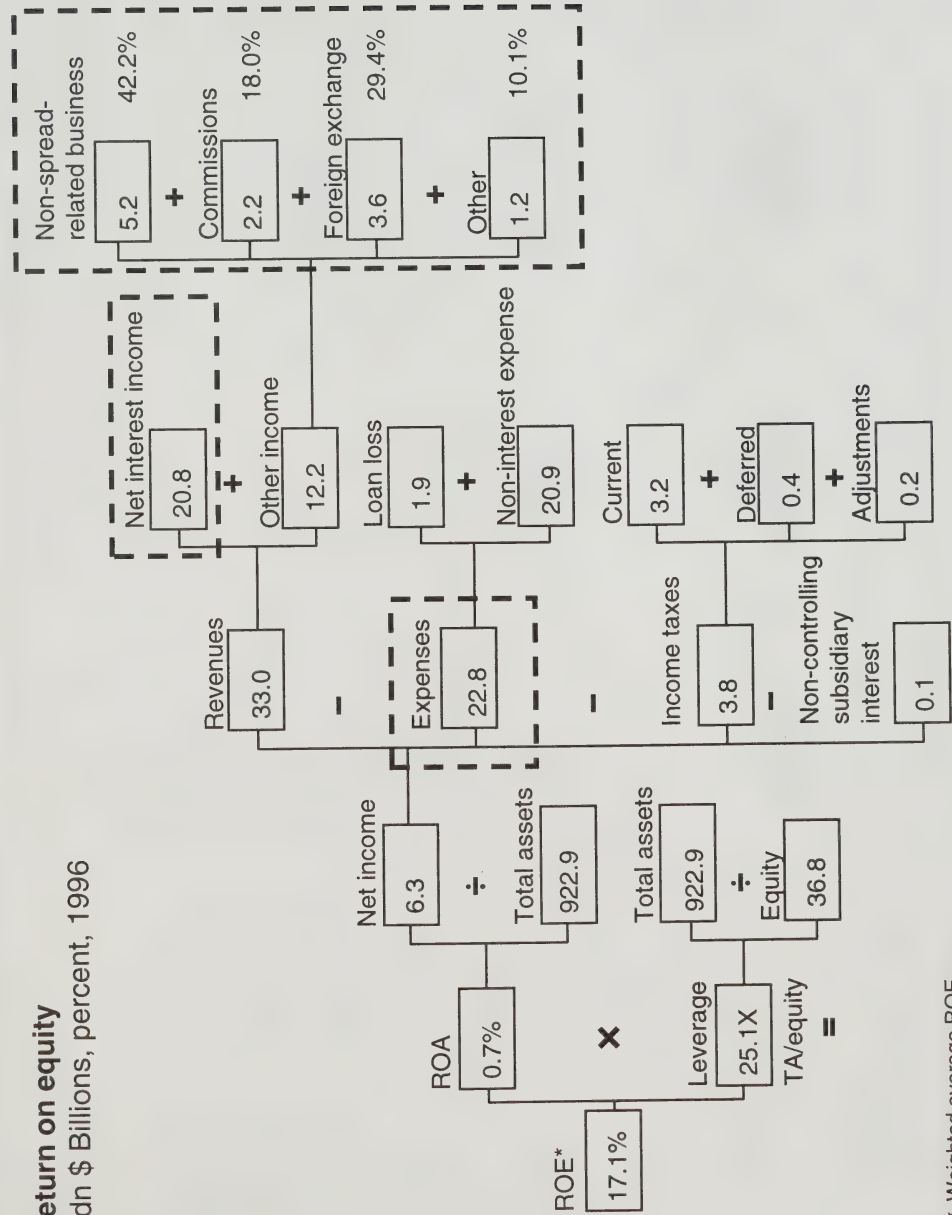 eturn on equity
dn $ Billions, percent, 1996
ROE*
17.1%
ROA
0.7%
×
Leverage
25.1X
TA/equity
=
Net income
6.3
÷
Total assets
922.9
Total assets
922.9
÷
Equity
36.8
Revenues
33.0
–
Expenses
22.8
–
Income taxes
3.8
–
Non-controlling
subsidiary
interest
0.1
Net interest income
20.8
+
Other income
12.2
Loan loss
1.9
+
Non-interest expense
20.9
Current
3.2
+
Deferred
0.4
+
Adjustments
0.2
Non-spread-
related business
5.2 42.2%
+
Commissions
2.2 18.0%
+
Foreign exchange
3.6 29.4%
+
Other
1.2 10.1%
* Weighted average ROE